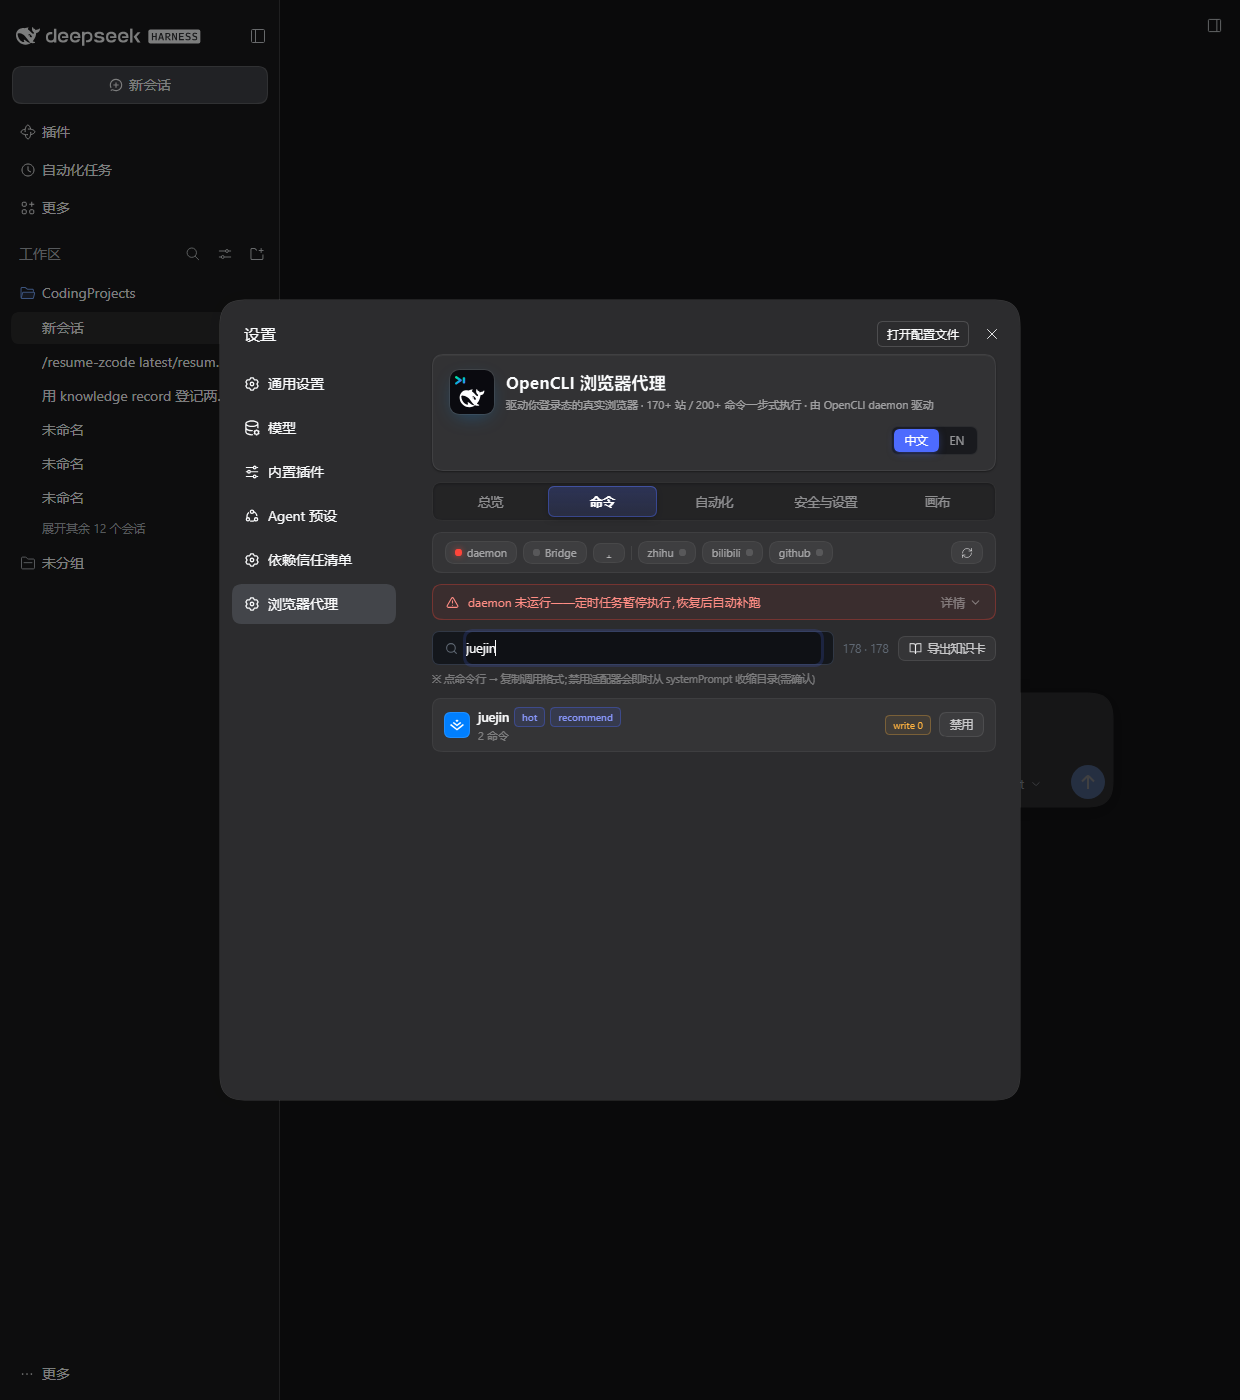 deepseek HARNESS
新会话
插件
自动化任务
更多
工作区
CodingProjects
新会话
/resume-zcode latest/resum.
用 knowledge record 登记两.
未命名
未命名
未命名
展开其余 12 个会话
未分组
设置
打开配置文件
通用设置
模型
内置插件
Agent 预设
依赖信任清单
浏览器代理
OpenCLI 浏览器代理
驱动你登录态的真实浏览器 · 170+ 站 / 200+ 命令一步式执行 · 由 OpenCLI daemon 驱动
中文 EN
总览 命令 自动化 安全与设置 画布
daemon Bridge zhihu bilibili github
daemon 未运行——定时任务暂停执行,恢复后自动补跑 详情
juejin 178 · 178 导出知识卡
※ 点命令行 → 复制调用格式; 禁用适配器会即时从 systemPrompt 收缩目录(需确认)
juejin hot recommend write 0 禁用
2 命令
t
更多